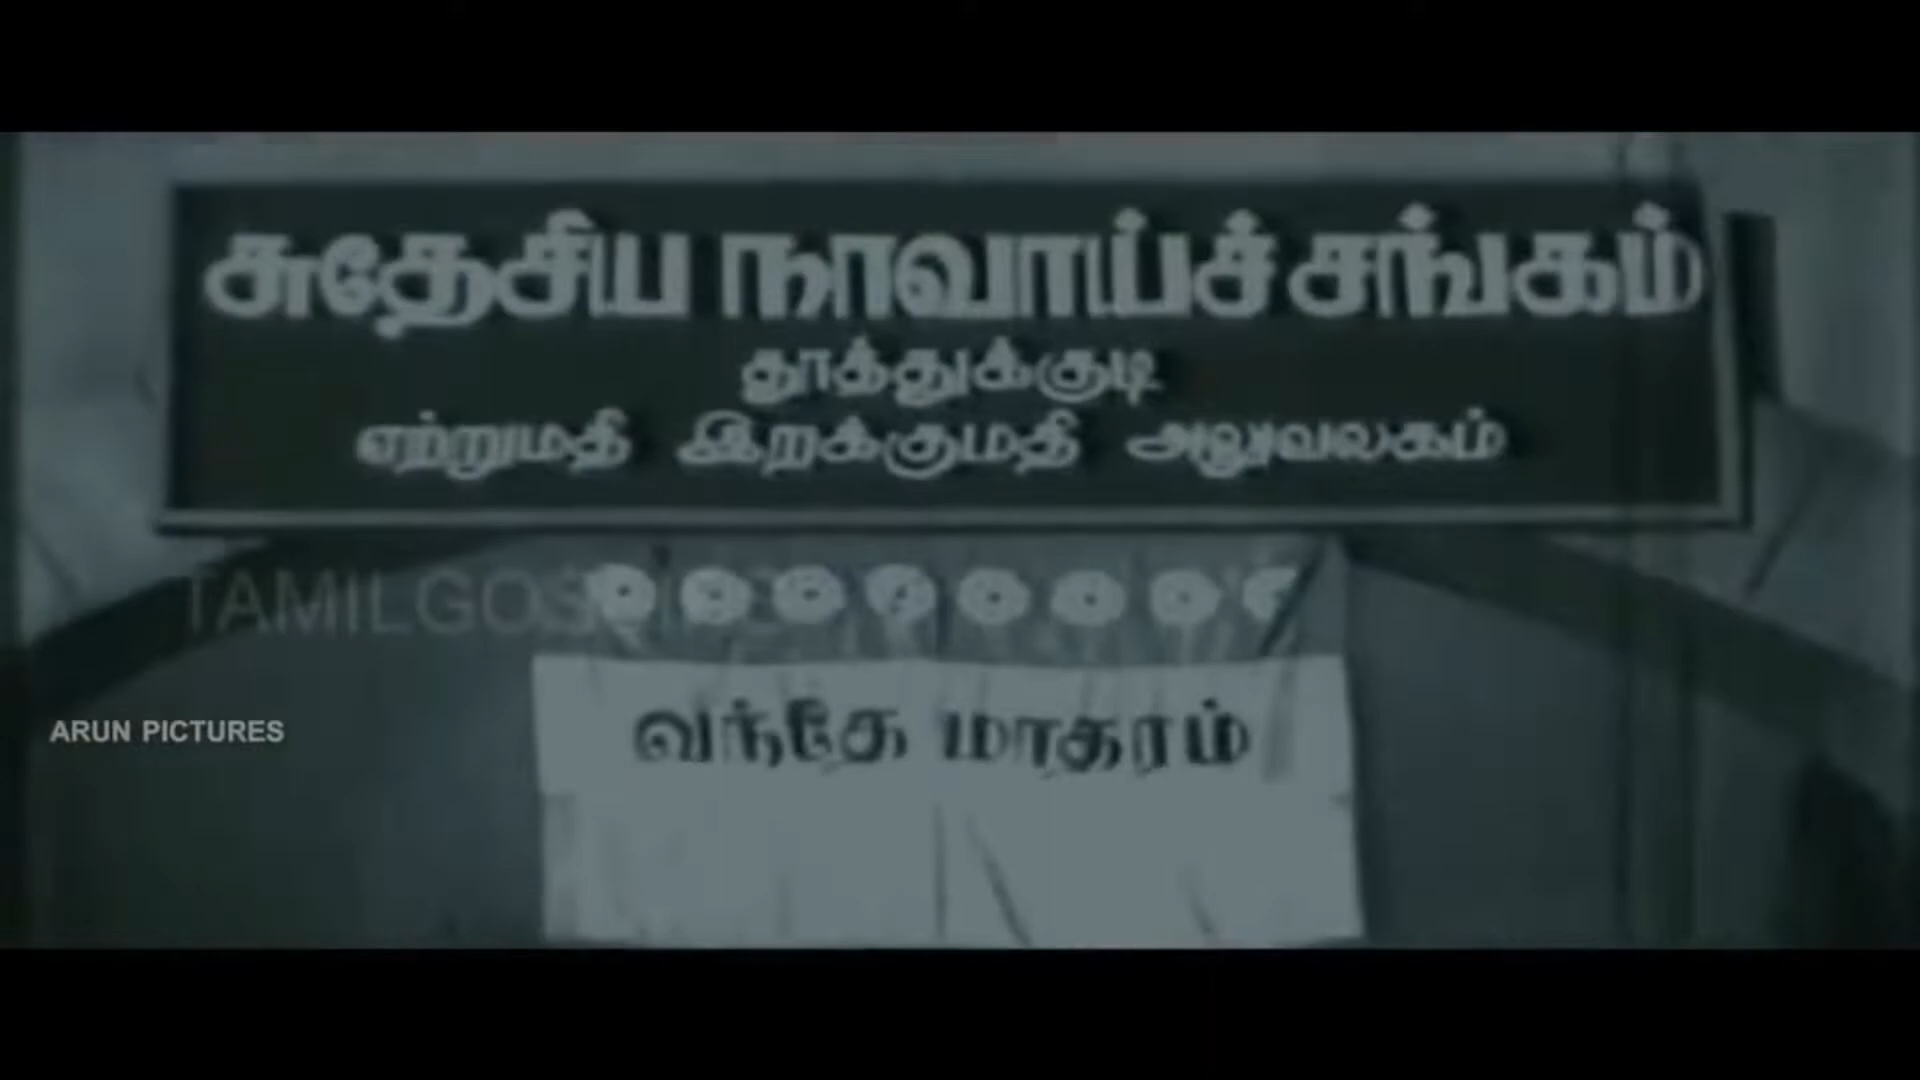 சுதேசிய நாவாய்ச்சங்கம்
தூத்துக்குடி
ஏற்றுமதி இறக்குமதி அலுவலகம்
வந்தே மாதரம்
ARUN PICTURES